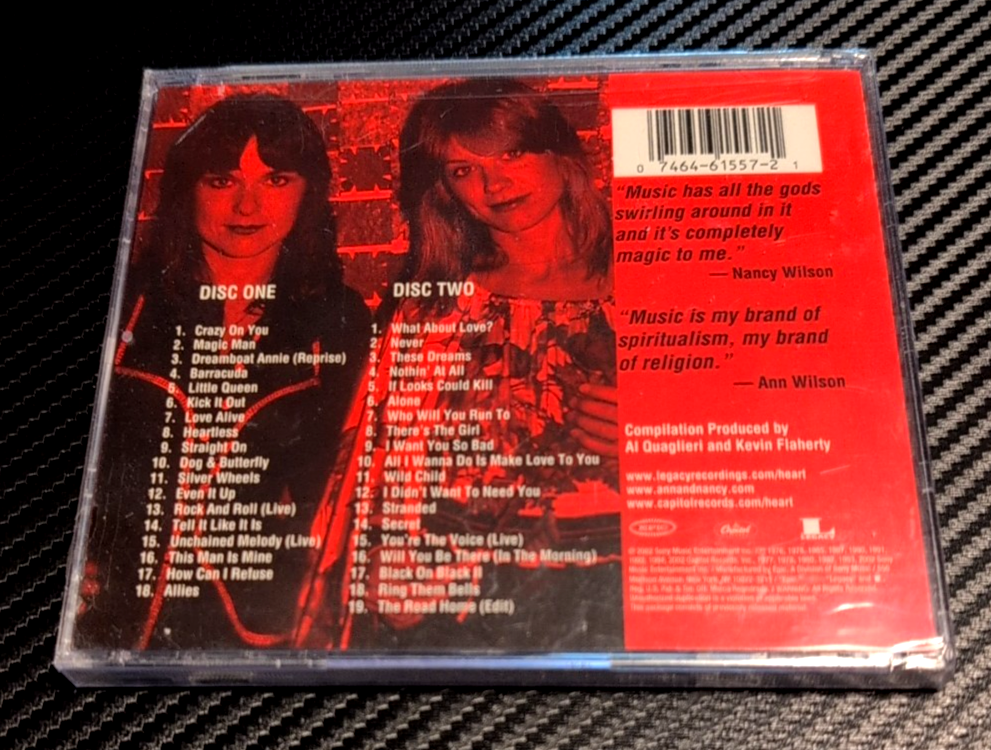 DISC ONE
1. Crazy On You
2. Magic Man
3. Dreamboat Annie (Reprise)
4. Barracuda
5. Little Queen
6. Kick It Out
7. Love Alive
8. Heartless
9. Straight On
10. Dog & Butterfly
11. Silver Wheels
12. Even It Up
13. Rock And Roll (Live)
14. Tell It Like It Is
15. Unchained Melody (Live)
16. This Man Is Mine
17. How Can I Refuse
18. Allies
DISC TWO
1. What About Love?
2. Never
3. These Dreams
4. Nothin' At All
5. If Looks Could Kill
6. Alone
7. Who Will You Run To
8. There's The Girl
9. I Want You So Bad
10. All I Wanna Do Is Make Love To You
11. Wild Child
12. I Didn't Want To Need You
13. Stranded
14. Secret
15. You're The Voice (Live)
16. Will You Be There (In The Morning)
17. Black On Black II
18. Ring Them Bells
19. The Road Home (Edit)
0 7464-61557-2 1
"Music has all the gods
swirling around in it
and it's completely
magic to me."
— Nancy Wilson
"Music is my brand of
spiritualism, my brand
of religion."
— Ann Wilson
Compilation Produced by
Al Quaglieri and Kevin Flaherty
www.legacyrecordings.com/heart
www.annandnancy.com
www.capitolrecords.com/heart
epic Capitol LEGACY